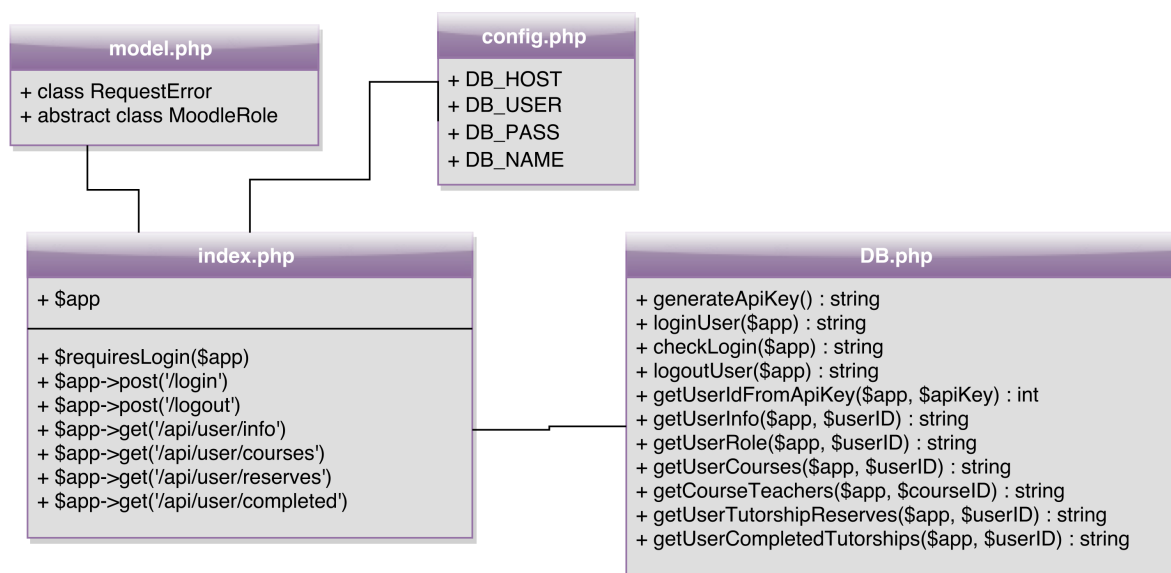 model.php
+ class RequestError
+ abstract class MoodleRole
config.php
+ DB_HOST
+ DB_USER
+ DB_PASS
+ DB_NAME
index.php
+ $app
+ $requiresLogin($app)
+ $app->post('/login')
+ $app->post('/logout')
+ $app->get('/api/user/info')
+ $app->get('/api/user/courses')
+ $app->get('/api/user/reserves')
+ $app->get('/api/user/completed')
DB.php
+ generateApiKey() : string
+ loginUser($app) : string
+ checkLogin($app) : string
+ logoutUser($app) : string
+ getUserIdFromApiKey($app, $apiKey) : int
+ getUserInfo($app, $userID) : string
+ getUserRole($app, $userID) : string
+ getUserCourses($app, $userID) : string
+ getCourseTeachers($app, $courseID) : string
+ getUserTutorshipReserves($app, $userID) : string
+ getUserCompletedTutorships($app, $userID) : string